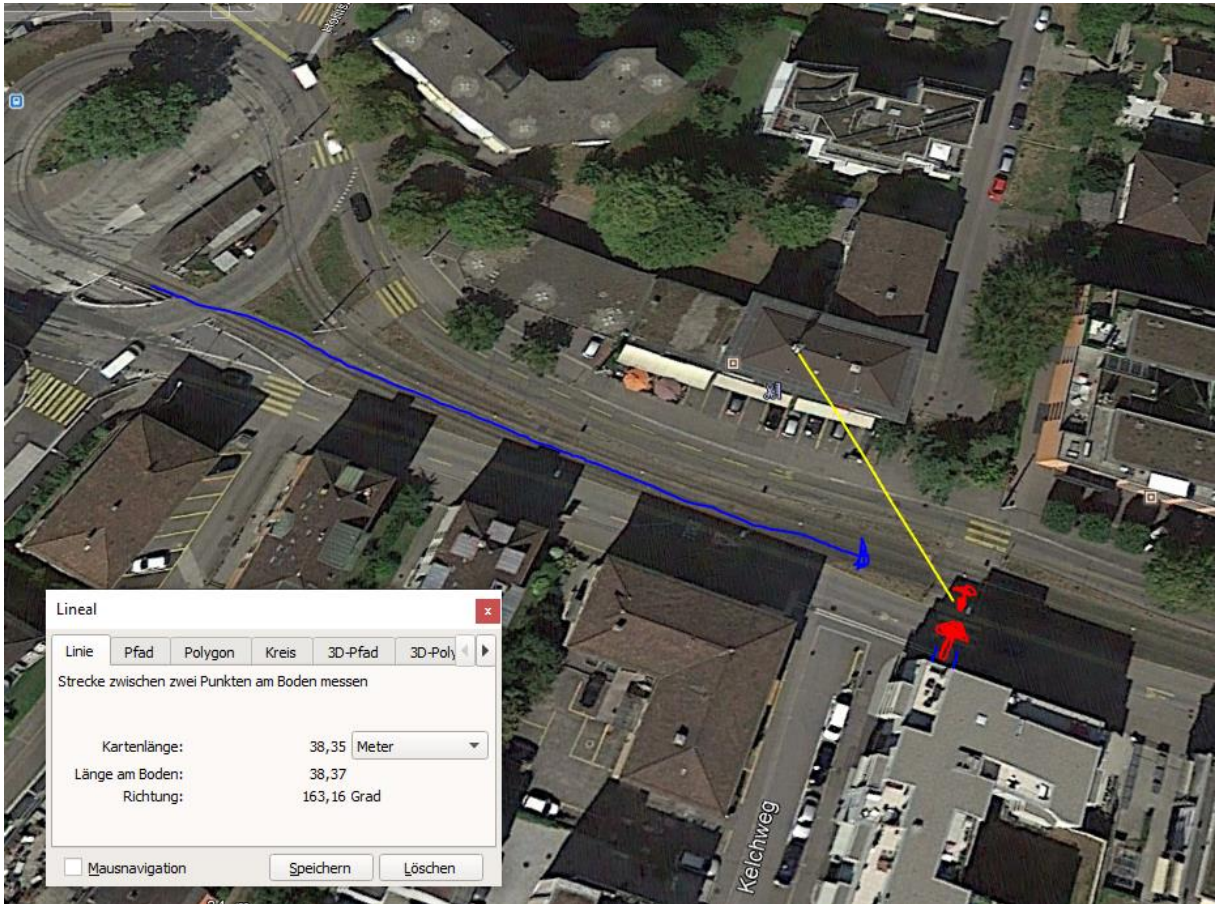 Lineal
x
Linie Pfad Polygon Kreis 3D-Pfad 3D-Poly
Strecke zwischen zwei Punkten am Boden messen
Kartenlänge: 38,35 Meter
Länge am Boden: 38,37
Richtung: 163,16 Grad
Mausnavigation Speichern Löschen
Kelchweg